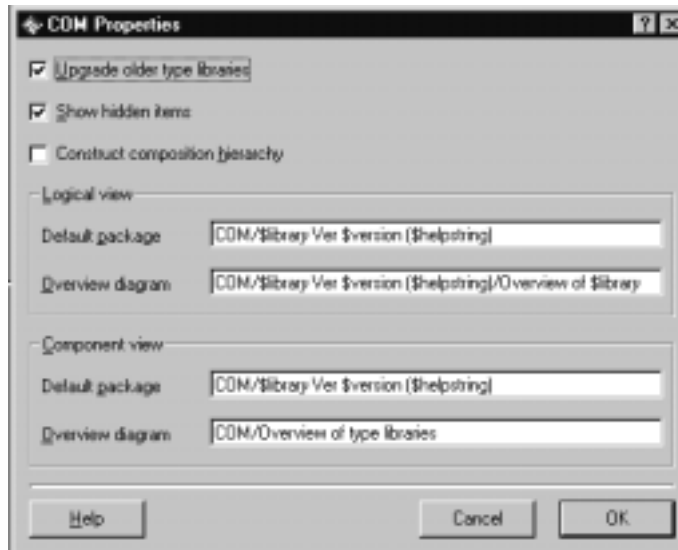 COM Properties
Upgrade older type libraries
Show hidden items
Construct composition hierarchy
Logical view
Default package COM/$library Ver $version ($helpstring)
Overview diagram COM/$library Ver $version ($helpstring)/Overview of $library
Component view
Default package COM/$library Ver $version ($helpstring)
Overview diagram COM/Overview of type libraries
Help Cancel OK